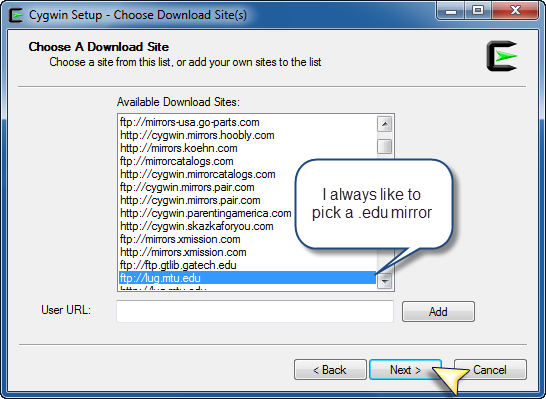 Cygwin Setup - Choose Download Site(s)
Choose A Download Site
Choose a site from this list, or add your own sites to the list
Available Download Sites:
ftp://mirrors-usa.go-parts.com
http://cygwin.mirrors.hoobly.com
http://mirrors.koehn.com
ftp://mirrorcatalogs.com
http://cygwin.mirrorcatalogs.com
ftp://cygwin.mirrors.pair.com
http://cygwin.mirrors.pair.com
http://cygwin.parentingamerica.com
http://cygwin.skazkaforyou.com
ftp://mirrors.xmission.com
http://mirrors.xmission.com
ftp://ftp.gtlib.gatech.edu
ftp://lug.mtu.edu
http://lug.mtu.edu
I always like to
pick a .edu mirror
User URL:
Add
< Back
Next >
Cancel